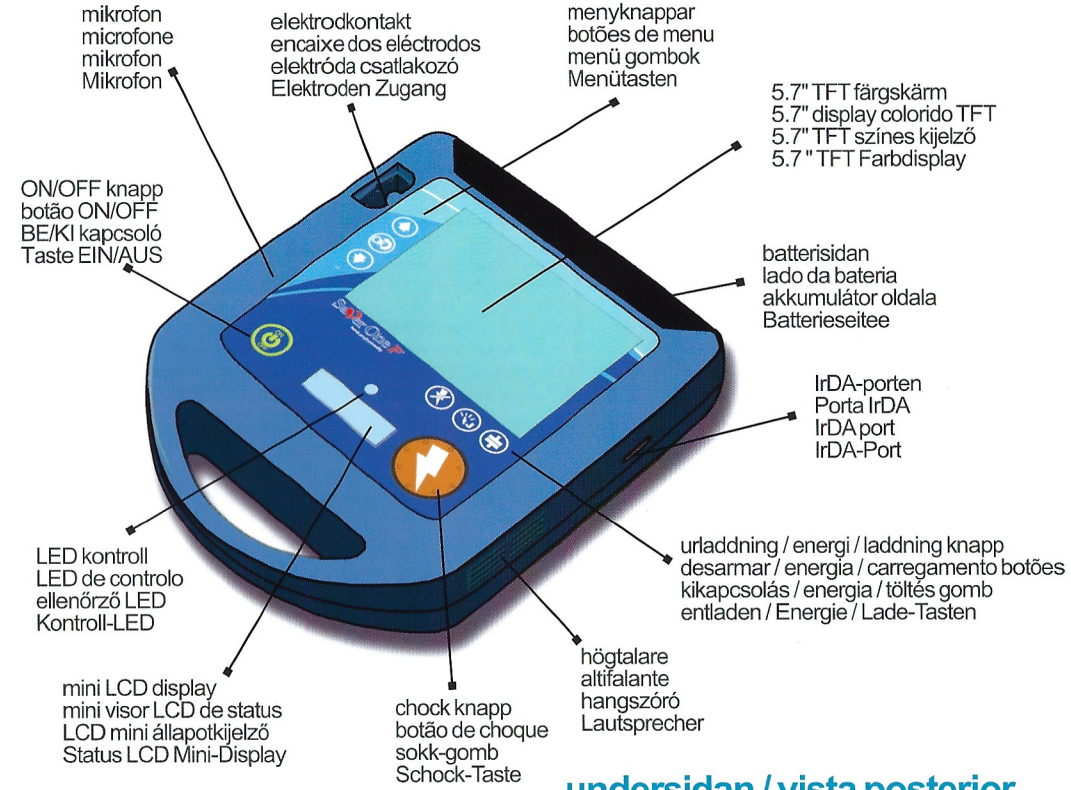 mikrofon
microfone
mikrofon
Mikrofon
elektrodkontakt
encaixe dos eléctrodos
elektróda csatlakozó
Elektroden Zugang
menyknappar
botões de menu
menü gombok
Menütasten
5.7" TFT färgskärm
5.7" display colorido TFT
5.7" TFT színes kijelző
5.7 " TFT Farbdisplay
ON/OFF knapp
botão ON/OFF
BE/KI kapcsoló
Taste EIN/AUS
batterisidan
lado da bateria
akkumulátor oldala
Batterieseitee
Saver One P
IrDA-porten
Porta IrDA
IrDA port
IrDA-Port
LED kontroll
LED de controlo
ellenőrző LED
Kontroll-LED
urladdning / energi / laddning knapp
desarmar / energia / carregamento botões
kikapcsolás / energia / töltés gomb
entladen / Energie / Lade-Tasten
mini LCD display
mini visor LCD de status
LCD mini állapotkijelző
Status LCD Mini-Display
chock knapp
botão de choque
sokk-gomb
Schock-Taste
högtalare
altifalante
hangszóró
Lautsprecher
undersidan / vista posterior